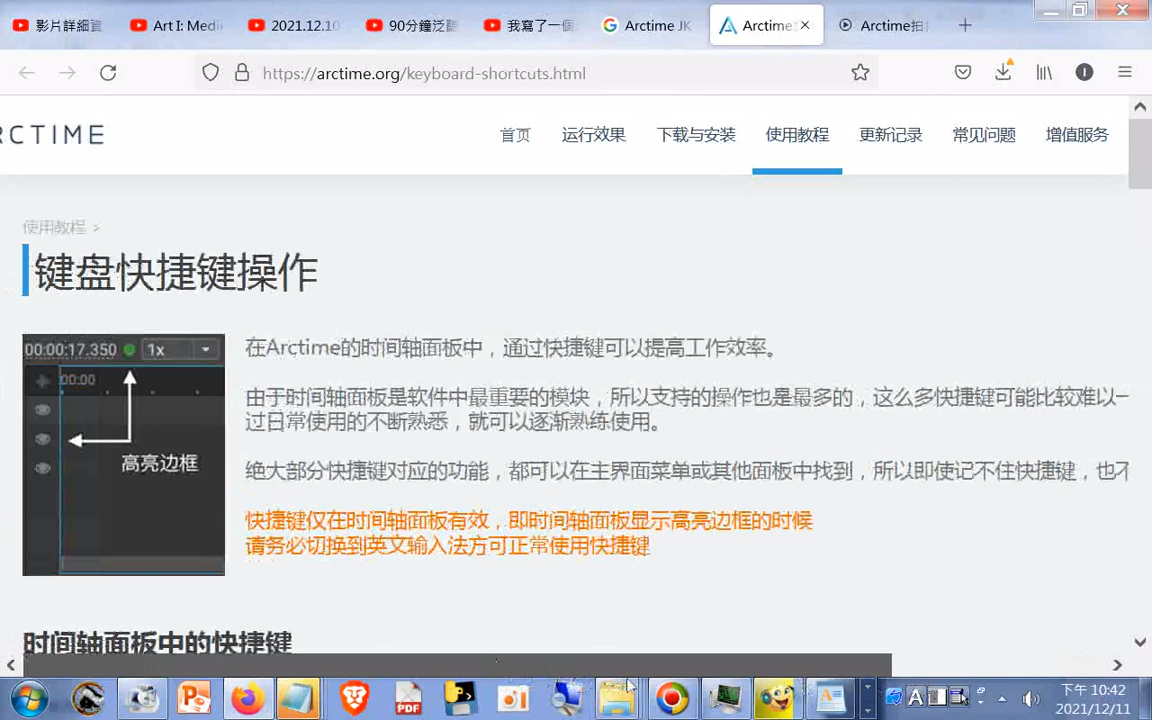 影片詳細資
Art I: Medi
2021.12.10
90分鐘泛聽
我寫了一個
Arctime JK
Arctime
Arctime拍
https://arctime.org/keyboard-shortcuts.html
RCTIME
首页
运行效果
下载与安装
使用教程
更新记录
常见问题
增值服务
使用教程 >
键盘快捷键操作
00:00:17.350
1x
00:00
高亮边框
在Arctime的时间轴面板中，通过快捷键可以提高工作效率。
由于时间轴面板是软件中最重要的模块，所以支持的操作也是最多的，这么多快捷键可能比较难以一
过日常使用的不断熟悉，就可以逐渐熟练使用。
绝大部分快捷键对应的功能，都可以在主界面菜单或其他面板中找到，所以即使记不住快捷键，也不
快捷键仅在时间轴面板有效，即时间轴面板显示高亮边框的时候
请务必切换到英文输入法方可正常使用快捷键
时间轴面板中的快捷键
PDF
A
下午 10:42
2021/12/11